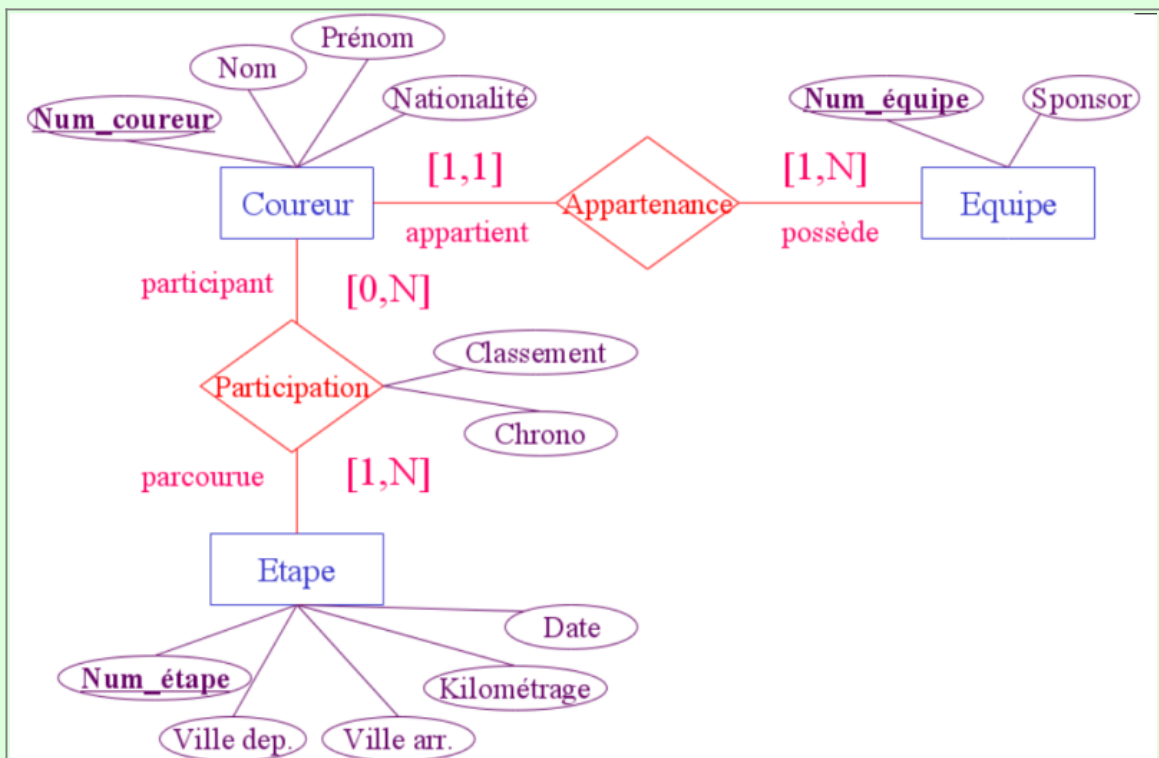 Prénom
Nom
Nationalité
Num_coureur
Num_équipe
Sponsor
[1,1]
[1,N]
Coureur
Appartenance
Equipe
appartient
possède
participant
[0,N]
Classement
Participation
Chrono
parcourue
[1,N]
Etape
Date
Num_étape
Kilométrage
Ville dep.
Ville arr.